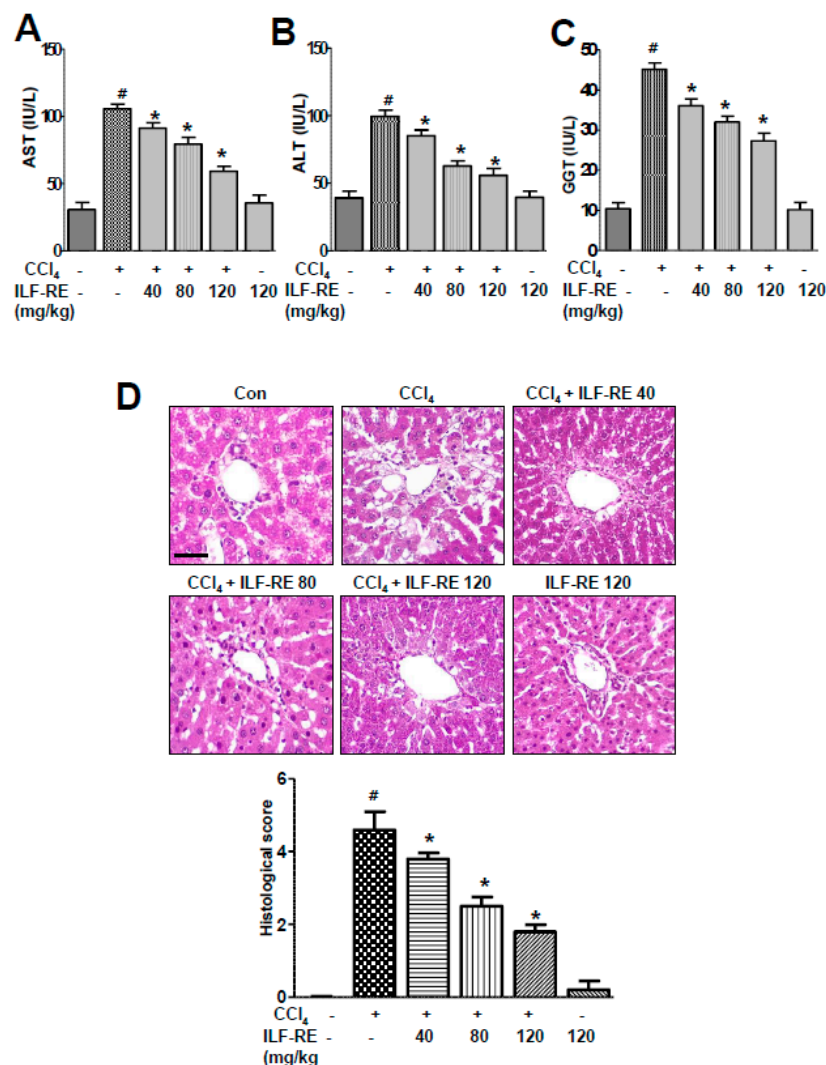 A
150
100
50
0
AST (IU/L)
#
*
*
*
CCl₄ - + + + + -
ILF-RE - - 40 80 120 120
(mg/kg)
B
150
100
50
0
ALT (IU/L)
#
*
*
*
CCl₄ - + + + + -
ILF-RE - - 40 80 120 120
(mg/kg)
C
50
40
30
20
10
0
GGT (IU/L)
#
*
*
*
CCl₄ - + + + + -
ILF-RE - - 40 80 120 120
(mg/kg)
D
Con CCl₄ CCl₄ + ILF-RE 40
CCl₄ + ILF-RE 80 CCl₄ + ILF-RE 120 ILF-RE 120
6
4
2
0
Histological score
#
*
*
*
CCl₄ - + + + + -
ILF-RE - - 40 80 120 120
(mg/kg